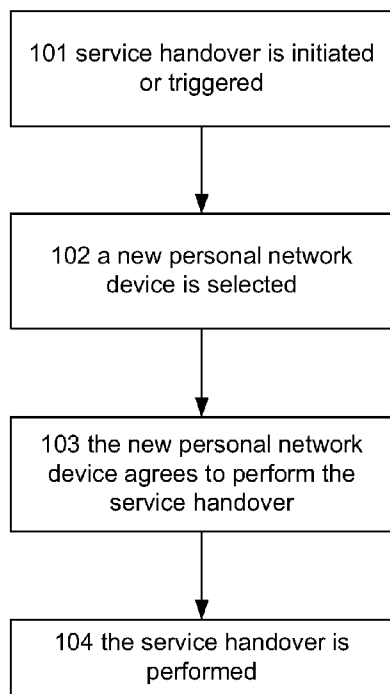 101 service handover is initiated
or triggered
102 a new personal network
device is selected
103 the new personal network
device agrees to perform the
service handover
104 the service handover is
performed